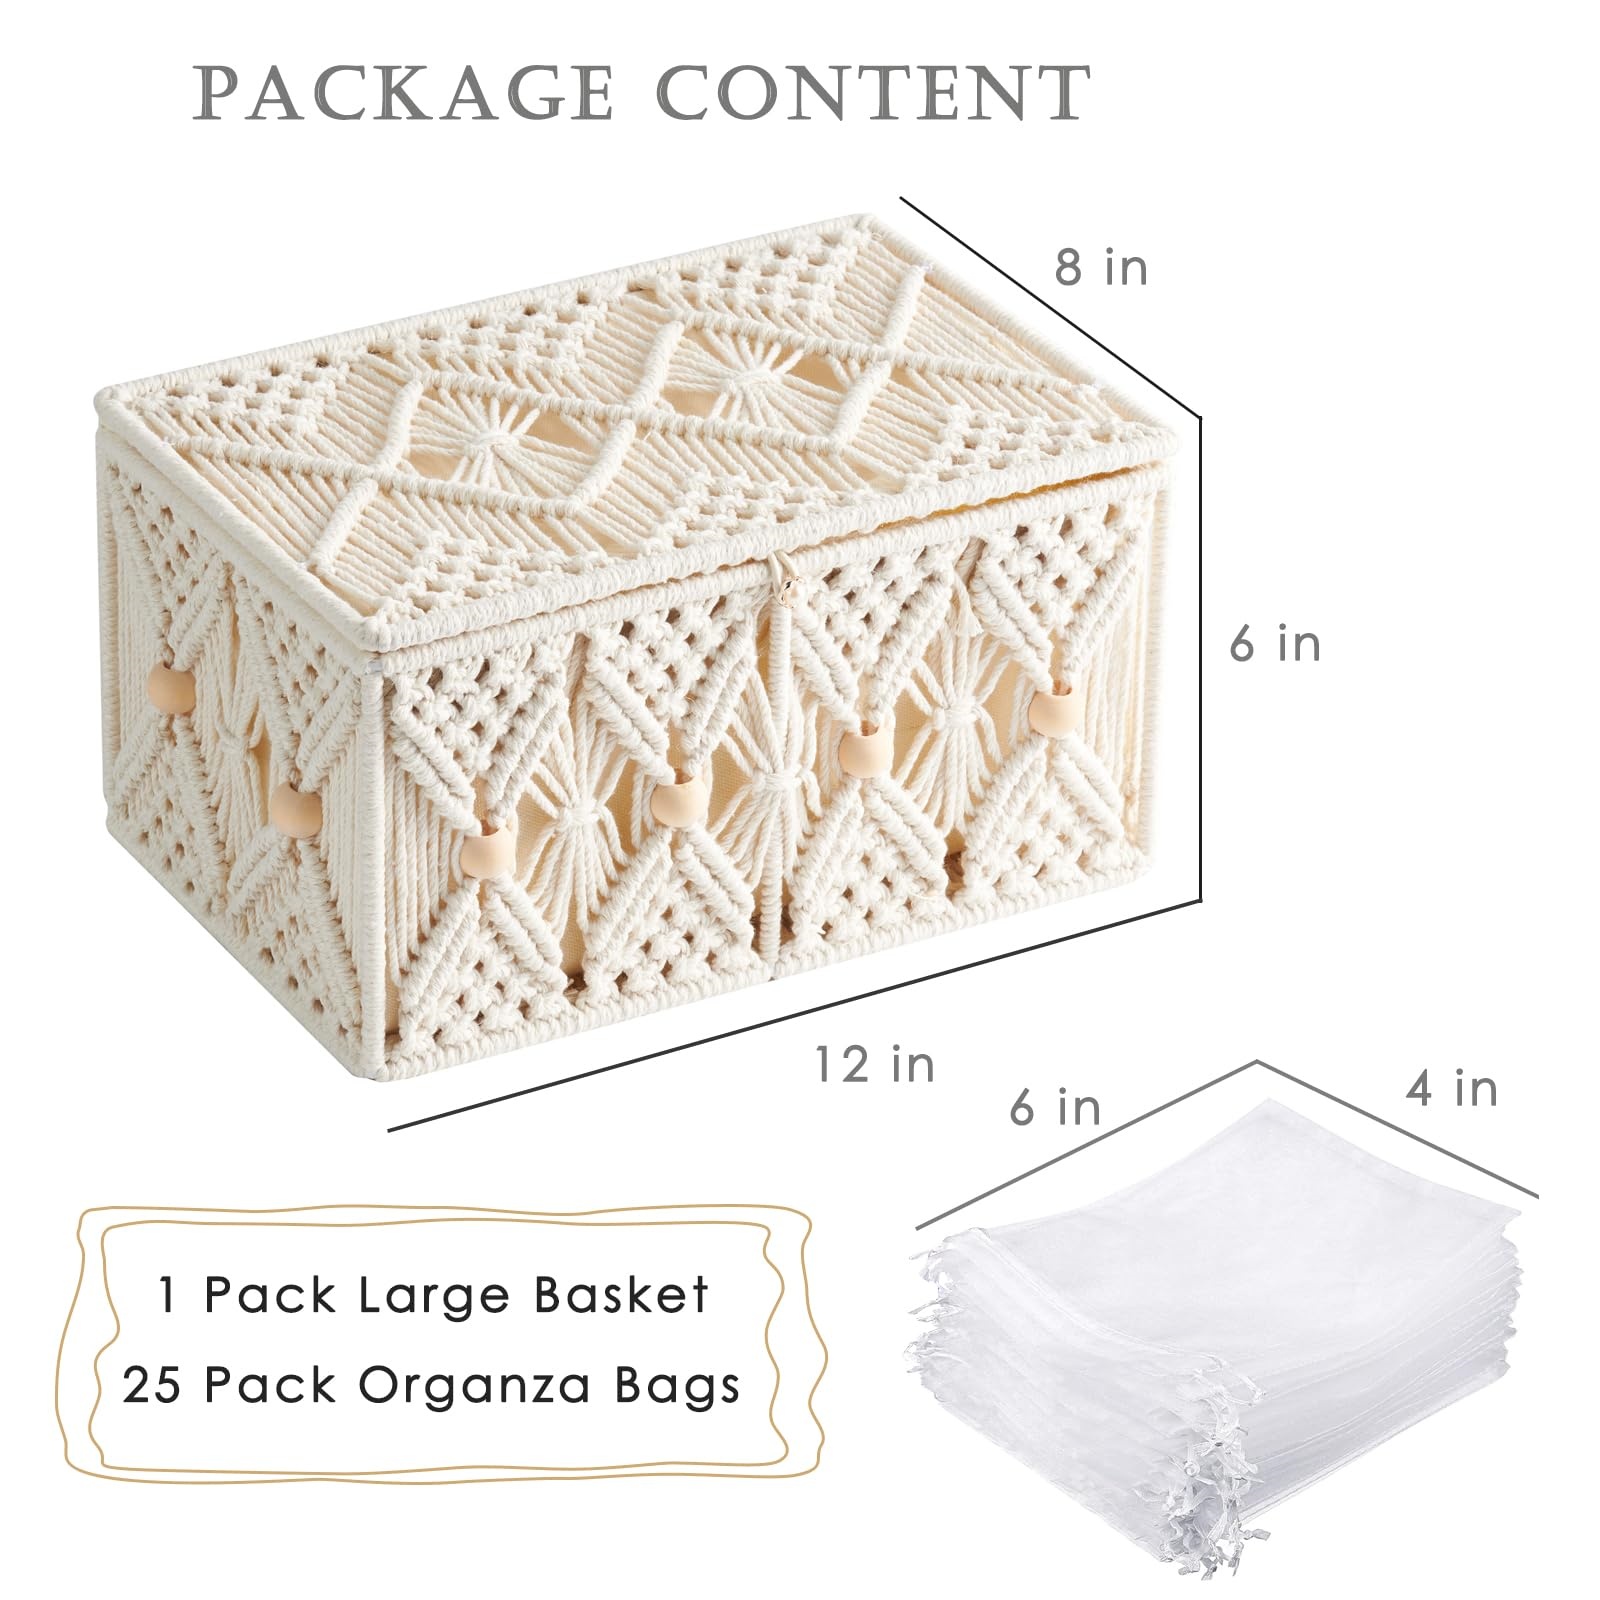 PACKAGE CONTENT
8 in
6 in
12 in
6 in
4 in
1 Pack Large Basket
25 Pack Organza Bags